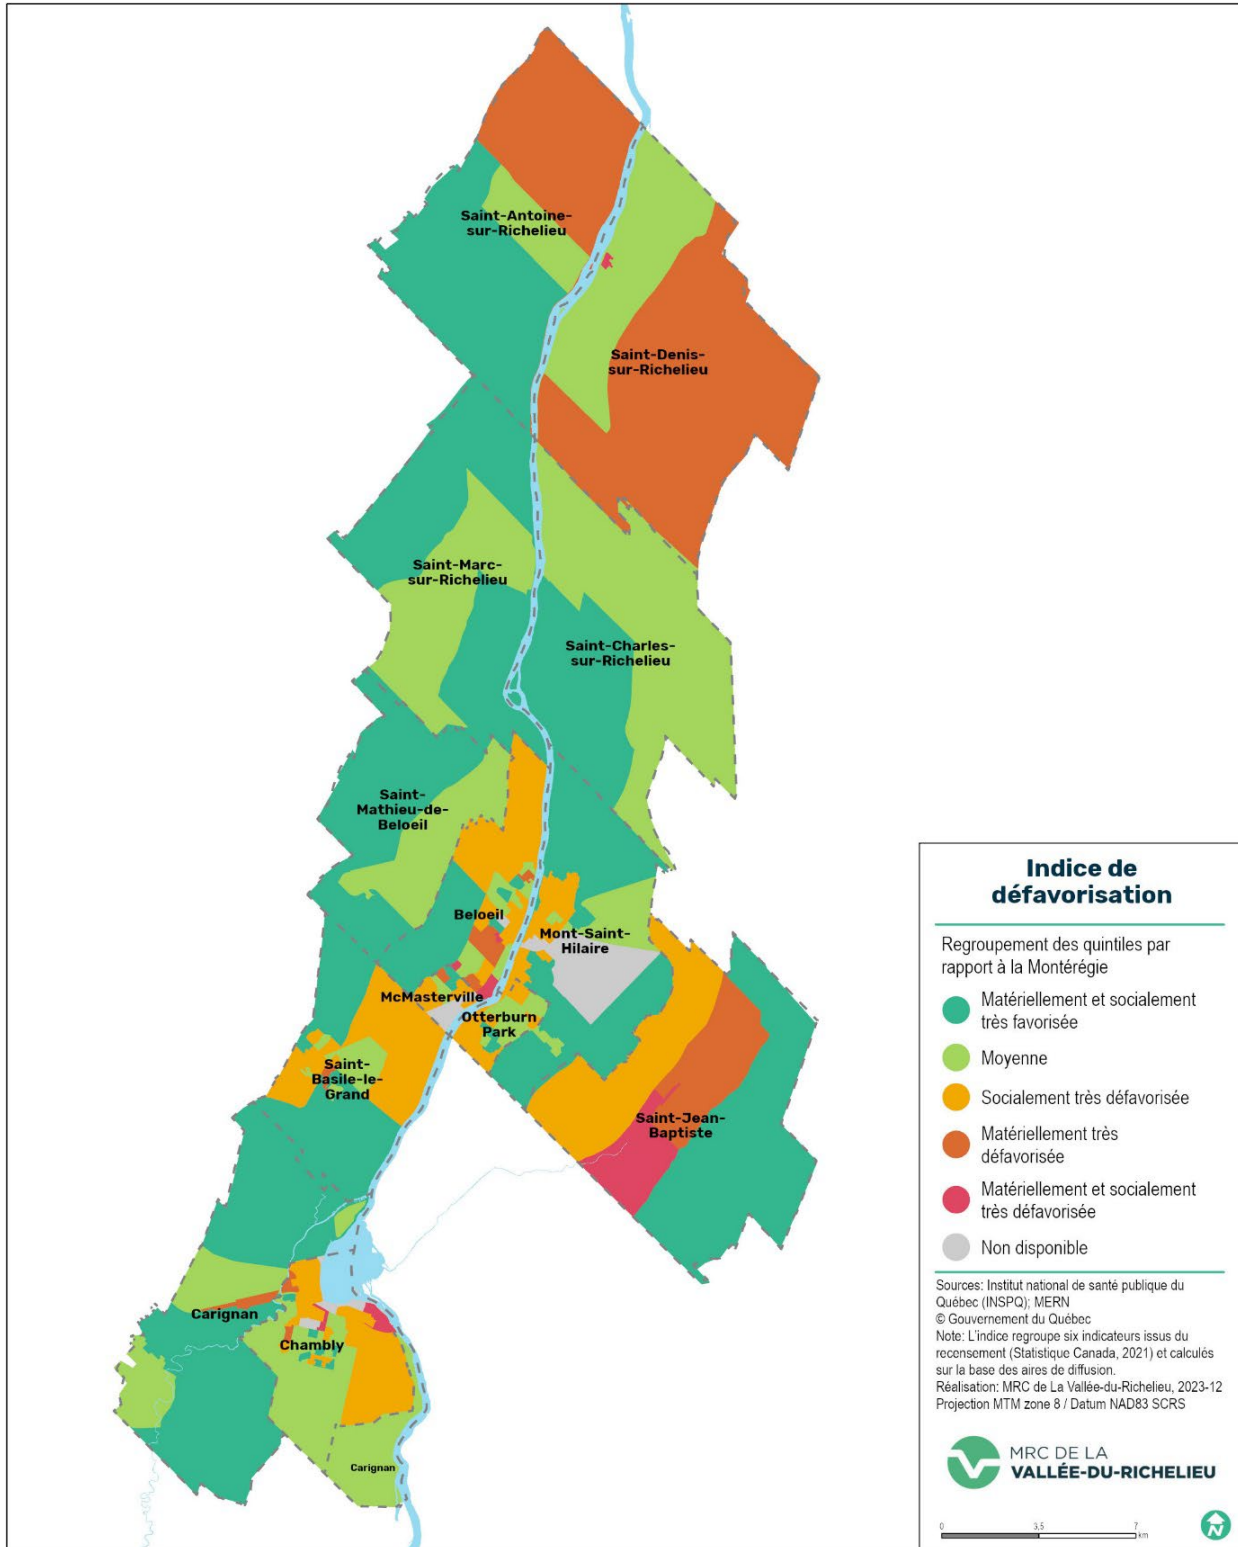 Saint-Antoine-
sur-Richelieu
Saint-Denis-
sur-Richelieu
Saint-Marc-
sur-Richelieu
Saint-Charles-
sur-Richelieu
Saint-
Mathieu-de-
Beloeil
Beloeil
Mont-Saint-
Hilaire
McMasterville
Otterburn
Park
Saint-
Basile-le-
Grand
Saint-Jean-
Baptiste
Carignan
Chambly
Carignan
Indice de
défavorisation
Regroupement des quintiles par
rapport à la Montérégie
Matériellement et socialement
très favorisée
Moyenne
Socialement très défavorisée
Matériellement très
défavorisée
Matériellement et socialement
très défavorisée
Non disponible
Sources: Institut national de santé publique du
Québec (INSPQ); MERN
© Gouvernement du Québec
Note: L'indice regroupe six indicateurs issus du
recensement (Statistique Canada, 2021) et calculés
sur la base des aires de diffusion.
Réalisation: MRC de La Vallée-du-Richelieu, 2023-12
Projection MTM zone 8 / Datum NAD83 SCRS
MRC DE LA
VALLÉE-DU-RICHELIEU
0 3,5 7
km
N